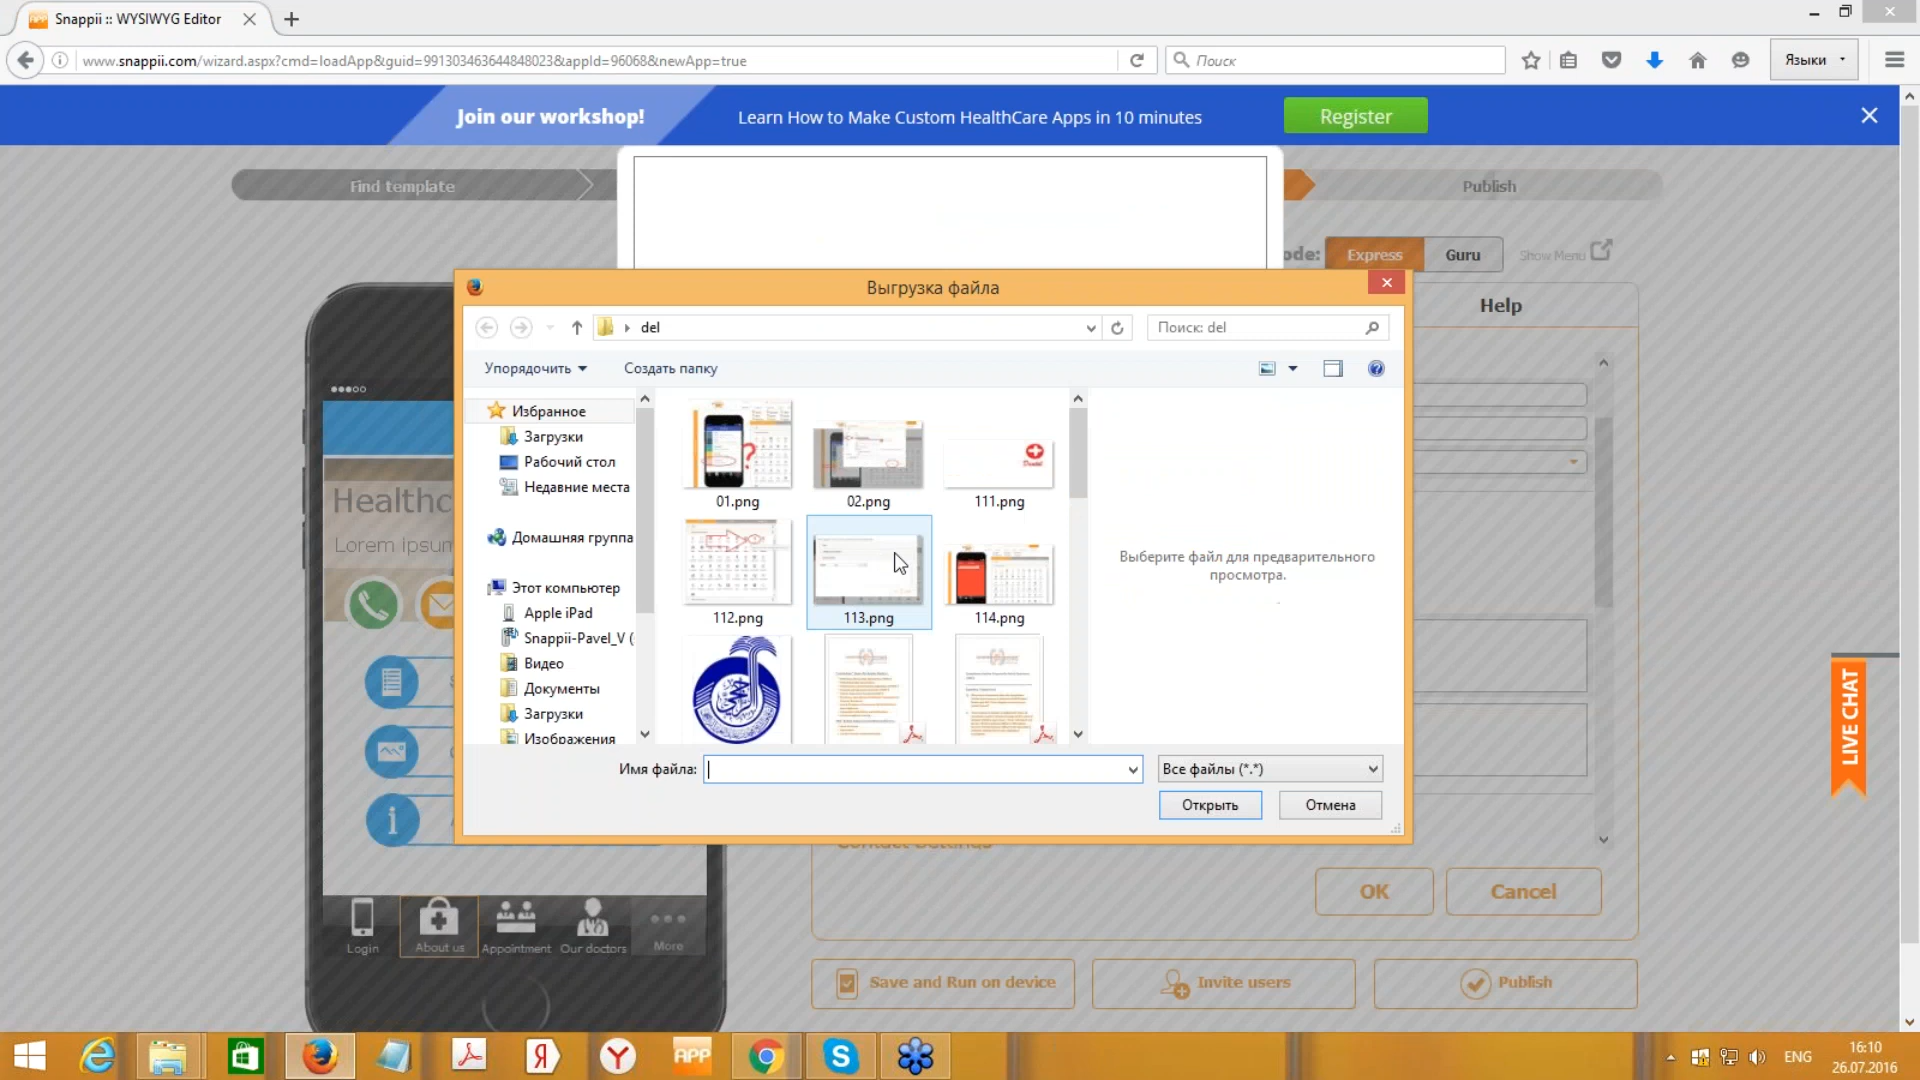 Snappii :: WYSIWYG Editor
www.snappii.com/wizard.aspx?cmd=loadApp&guid=991303463644848023&appId=96068&newApp=true
Поиск
Языки
Join our workshop!
Learn How to Make Custom HealthCare Apps in 10 minutes
Register
Find template
Publish
ode:
Express
Guru
Show Menu
Help
Выгрузка файла
del
Поиск: del
Упорядочить
Создать папку
Избранное
Загрузки
Рабочий стол
Недавние места
Домашняя группа
Этот компьютер
Apple iPad
Snappii-Pavel_V (
Видео
Документы
Загрузки
Изображения
01.png
02.png
111.png
Dental
112.png
113.png
114.png
Выберите файл для предварительного
просмотра.
Имя файла:
Все файлы (*.*)
Открыть
Отмена
Healthc
Lorem ipsum
Contact Settings
OK
Cancel
LIVE CHAT
Login
About us
Appointment
Our doctors
More
Save and Run on device
Invite users
Publish
APP
ENG
16:10
26.07.2016